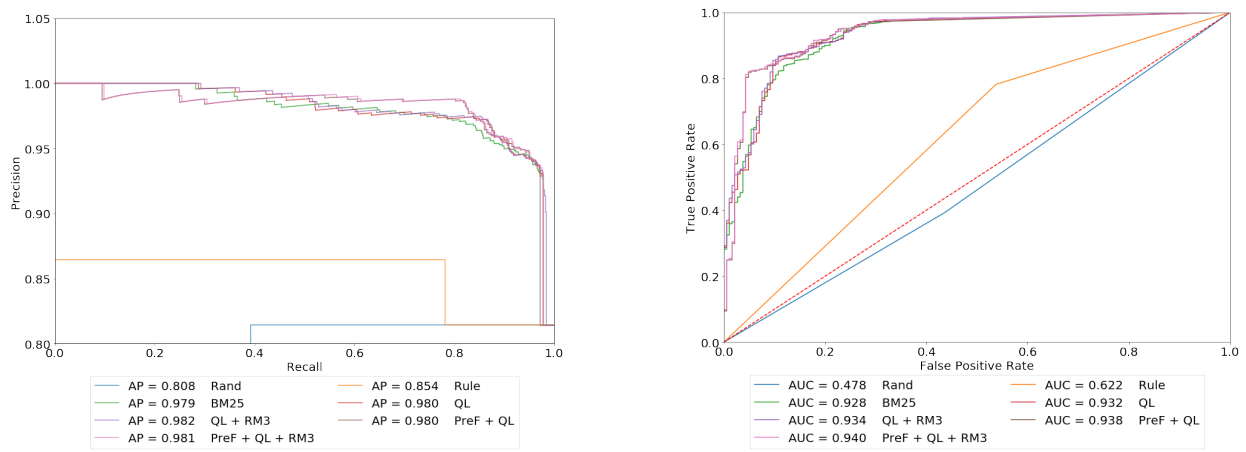 1.05
1.00
0.95
0.90
0.85
0.80
Precision
0.0 0.2 0.4 0.6 0.8 1.0
Recall
AP = 0.808 Rand AP = 0.854 Rule
AP = 0.979 BM25 AP = 0.980 QL
AP = 0.982 QL + RM3 AP = 0.980 PreF + QL
AP = 0.981 PreF + QL + RM3
1.0
0.8
0.6
0.4
0.2
0.0
True Positive Rate
0.0 0.2 0.4 0.6 0.8 1.0
False Positive Rate
AUC = 0.478 Rand AUC = 0.622 Rule
AUC = 0.928 BM25 AUC = 0.932 QL
AUC = 0.934 QL + RM3 AUC = 0.938 PreF + QL
AUC = 0.940 PreF + QL + RM3